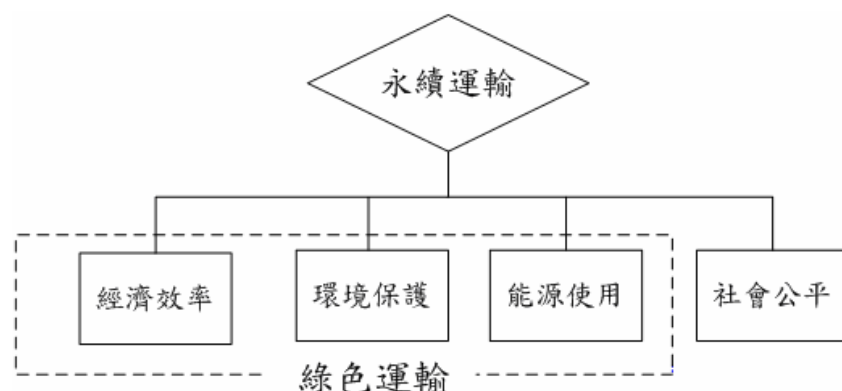 永續運輸
經濟效率
環境保護
能源使用
社會公平
綠色運輸